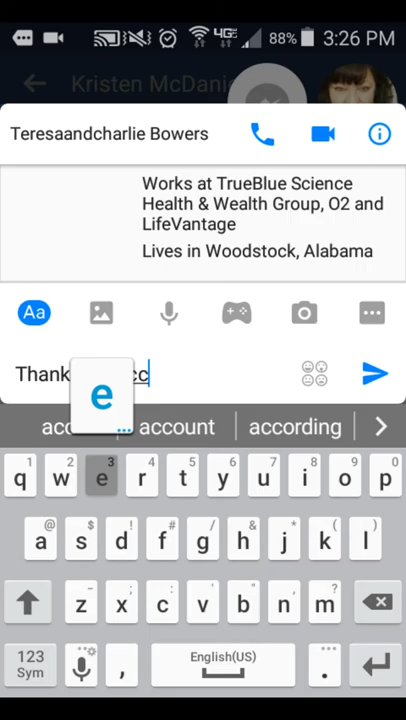 4G 88% 3:26 PM
Kristen McDani
Teresaandcharlie Bowers
Works at TrueBlue Science
Health & Wealth Group, O2 and
LifeVantage
Lives in Woodstock, Alabama
Aa
Thank cc
e
...
acc account according
1 2 3 4 5 6 7 8 9 0
q w e r t y u i o p
@ $ ! # / ^ & * ( )
a s d f g h j k l
- ' " : ; , ?
z x c v b n m
123
Sym , English(US) .